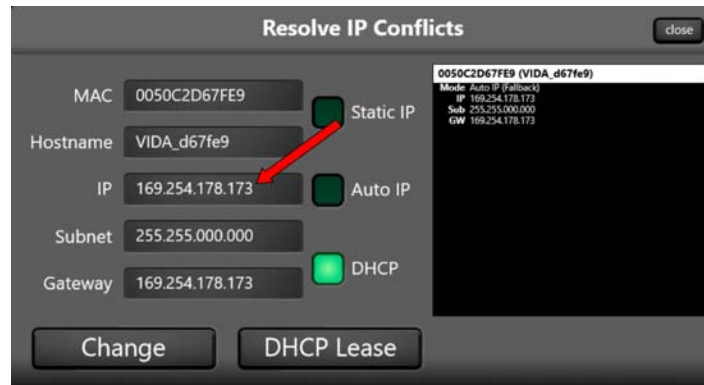 Resolve IP Conflicts
close
MAC 0050C2D67FE9
Hostname VIDA_d67fe9
IP 169.254.178.173
Subnet 255.255.000.000
Gateway 169.254.178.173
Static IP
Auto IP
DHCP
Change
DHCP Lease
0050C2D67FE9 (VIDA_d67fe9)
Mode Auto IP (Fallback)
IP 169.254.178.173
Sub 255.255.000.000
GW 169.254.178.173